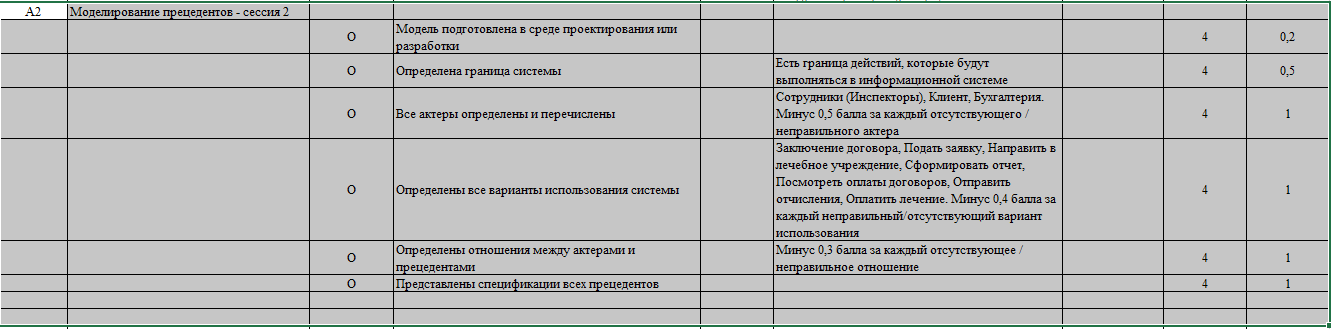 А2 Моделирование прецедентов - сессия 2
О Модель подготовлена в среде проектирования или
разработки 4 0,2
О Определена граница системы Есть граница действий, которые будут
выполняться в информационной системе 4 0,5
О Все актеры определены и перечислены Сотрудники (Инспекторы), Клиент, Бухгалтерия.
Минус 0,5 балла за каждый отсутствующего /
неправильного актера 4 1
О Определены все варианты использования системы Заключение договора, Подать заявку, Направить в
лечебное учреждение, Сформировать отчет,
Посмотреть оплаты договоров, Отправить
отчисления, Оплатить лечение. Минус 0,4 балла за
каждый неправильный/отсутствующий вариант
использования 4 1
О Определены отношения между актерами и
прецедентами Минус 0,3 балла за каждый отсутствующее /
неправильное отношение 4 1
О Представлены спецификации всех прецедентов 4 1